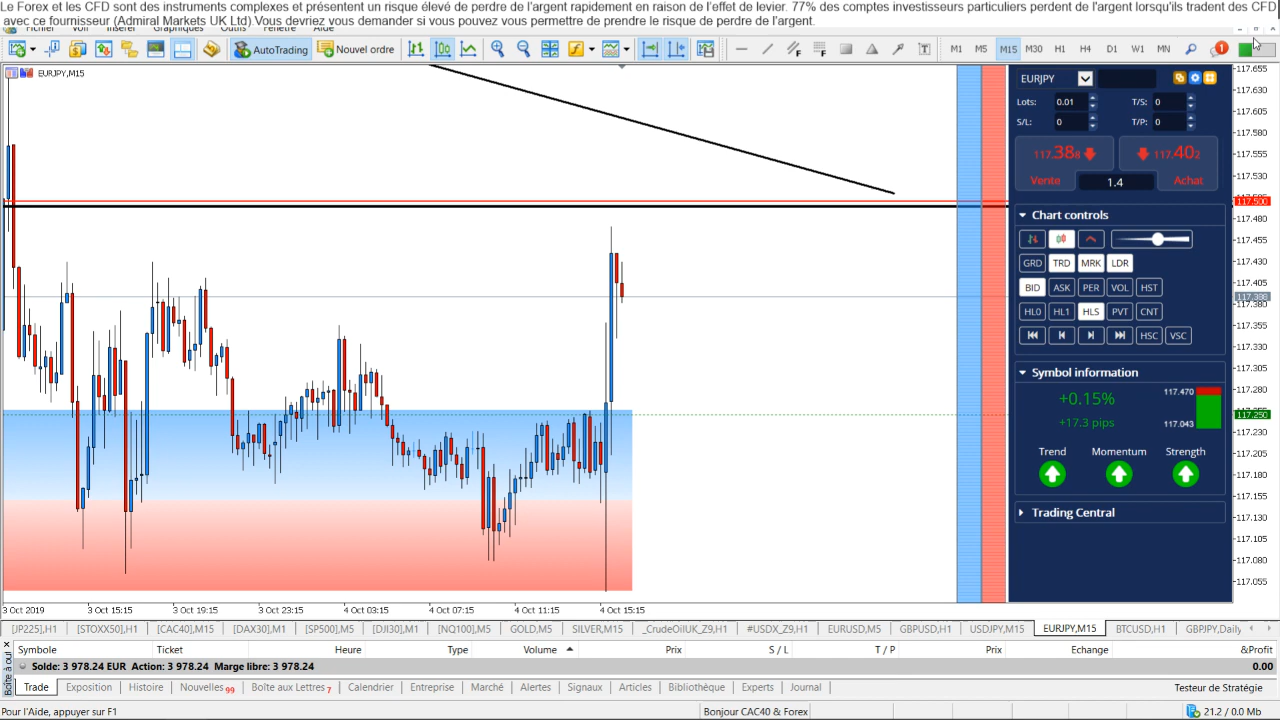 Le Forex et les CFD sont des instruments complexes et présentent un risque élevé de perdre de l'argent rapidement en raison de l'effet de levier. 77% des comptes investisseurs particuliers perdent de l'argent lorsqu'ils tradent des CFD
avec ce fournisseur (Admiral Markets UK Ltd).Vous devriez vous demander si vous pouvez vous permettre de prendre le risque de perdre de l'argent.
Fichier Voir Insérer Graphiques Outils Fenêtre Aide
AutoTrading Nouvel ordre M1 M5 M15 M30 H1 H4 D1 W1 MN 1
EURJPY,M15
117.655
117.630
117.605
117.580
117.555
117.530
117.500
117.480
117.455
117.430
117.405
117.388
117.380
117.355
117.330
117.305
117.280
117.250
117.230
117.205
117.180
117.155
117.130
117.105
117.080
117.055
EURJPY
Lots: 0.01 T/S: 0
S/L: 0 T/P: 0
117.388 117.402
Vente 1.4 Achat
Chart controls
GRD TRD MRK LDR
BID ASK PER VOL HST
HL0 HL1 HLS PVT CNT
HSC VSC
Symbol information
+0.15% 117.470
+17.3 pips 117.043
Trend Momentum Strength
Trading Central
3 Oct 2019 3 Oct 15:15 3 Oct 19:15 3 Oct 23:15 4 Oct 03:15 4 Oct 07:15 4 Oct 11:15 4 Oct 15:15
[JP225],H1 [STOXX50],H1 [CAC40],M15 [DAX30],M1 [SP500],M5 [DJI30],M1 [NQ100],M5 GOLD,M5 SILVER,M15 _CrudeOilUK_Z9,H1 #USDX_Z9,H1 EURUSD,M5 GBPUSD,H1 USDJPY,M15 EURJPY,M15 BTCUSD,H1 GBPJPY,Daily
Symbole Ticket Heure Type Volume Prix S / L T / P Prix Echange &Profit
Solde: 3 978.24 EUR Action: 3 978.24 Marge libre: 3 978.24 0.00
Boîte à outi
Trade Exposition Histoire Nouvelles 99 Boîte aux Lettres 7 Calendrier Entreprise Marché Alertes Signaux Articles Bibliothèque Experts Journal Testeur de Stratégie
Pour l'Aide, appuyer sur F1 Bonjour CAC40 & Forex 21.2 / 0.0 Mb